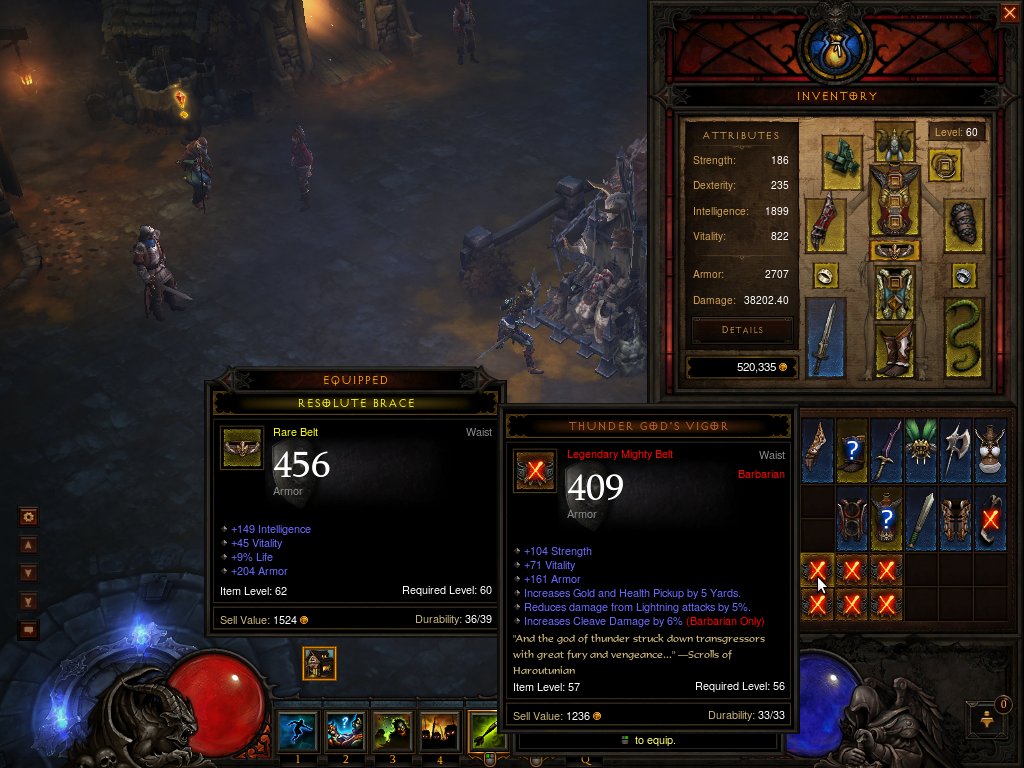 INVENTORY
ATTRIBUTES
Level: 60
Strength: 186
Dexterity: 235
Intelligence: 1899
Vitality: 822
Armor: 2707
Damage: 38202.40
DETAILS
520,335
EQUIPPED
RESOLUTE BRACE
Rare Belt Waist
456
Armor
+149 Intelligence
+45 Vitality
+9% Life
+204 Armor
Item Level: 62 Required Level: 60
Sell Value: 1524 Durability: 36/39
THUNDER GOD'S VIGOR
Legendary Mighty Belt Waist
Barbarian
409
Armor
+104 Strength
+71 Vitality
+161 Armor
Increases Gold and Health Pickup by 5 Yards.
Reduces damage from Lightning attacks by 5%.
Increases Cleave Damage by 6% (Barbarian Only)
"And the god of thunder struck down transgressors
with great fury and vengeance..." —Scrolls of
Haroutunian
Item Level: 57 Required Level: 56
Sell Value: 1236 Durability: 33/33
to equip.
? ?
0
1 2 3 4 Q